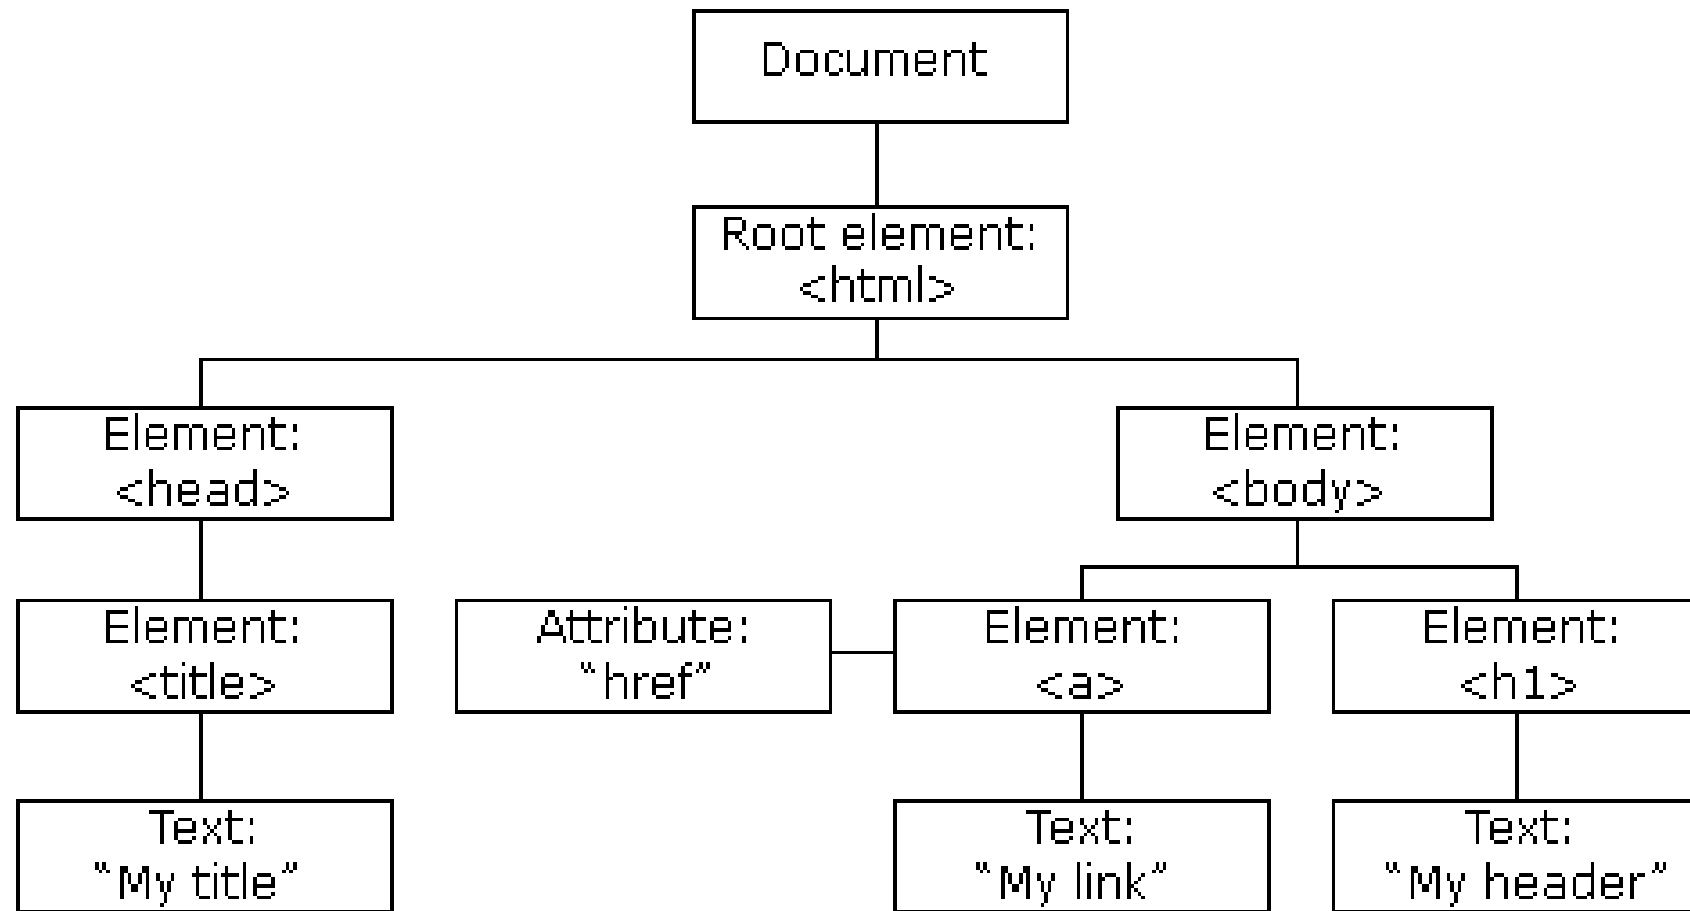 Document
Root element:
<html>
Element:
<head>
Element:
<body>
Element:
<title>
Attribute:
“href”
Element:
<a>
Element:
<h1>
Text:
“My title”
Text:
“My link”
Text:
“My header”